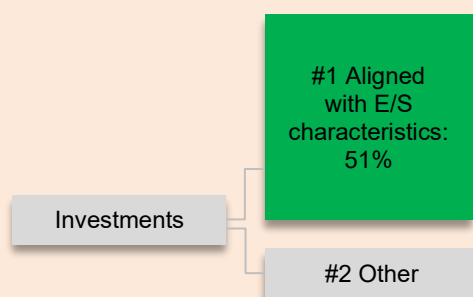 #1 Aligned
with E/S
characteristics:
51%
Investments
#2 Other